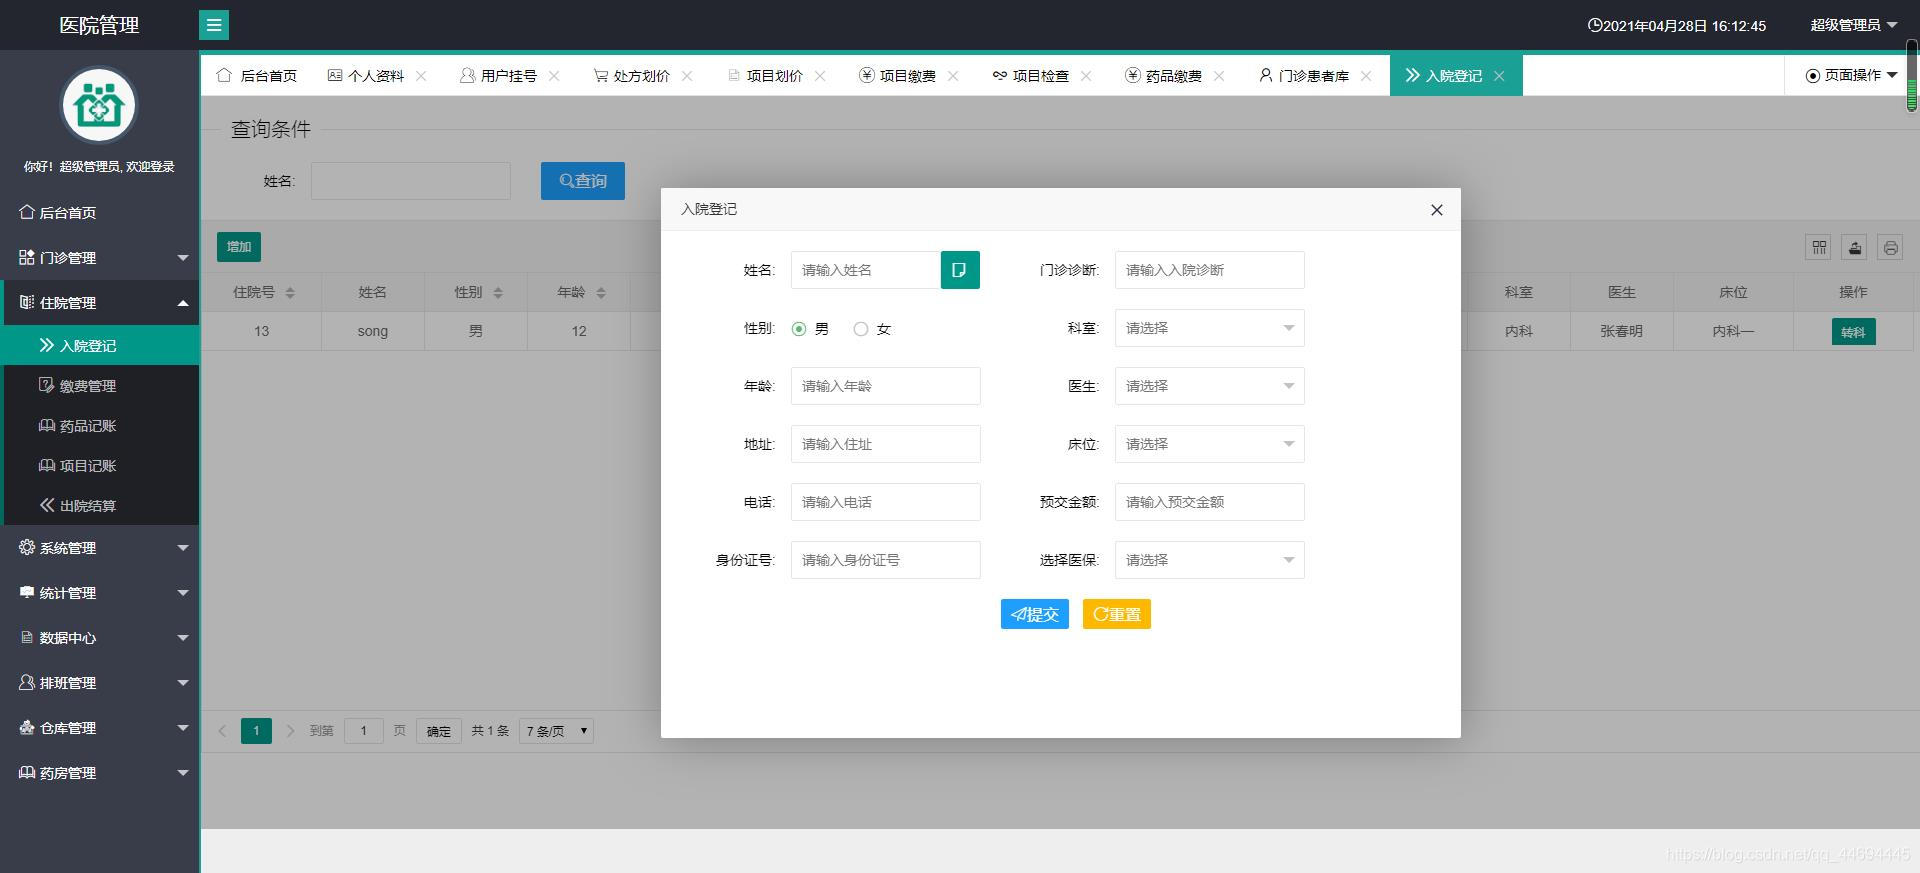 医院管理
2021年04月28日 16:12:45 超级管理员
后台首页 个人资料 用户挂号 处方划价 项目划价 项目缴费 项目检查 药品缴费 门诊患者库 入院登记 页面操作
你好！超级管理员, 欢迎登录
后台首页
门诊管理
住院管理
入院登记
缴费管理
药品记账
项目记账
出院结算
系统管理
统计管理
数据中心
排班管理
仓库管理
药房管理
查询条件
姓名: 查询
增加
住院号 姓名 性别 年龄 科室 医生 床位 操作
13 song 男 12 内科 张春明 内科一 转科
入院登记
姓名: 请输入姓名 门诊诊断: 请输入入院诊断
性别: 男 女 科室: 请选择
年龄: 请输入年龄 医生: 请选择
地址: 请输入住址 床位: 请选择
电话: 请输入电话 预交金额: 请输入预交金额
身份证号: 请输入身份证号 选择医保: 请选择
提交 重置
1 到第 1 页 确定 共 1 条 7 条/页
https://blog.csdn.net/qq_44694445